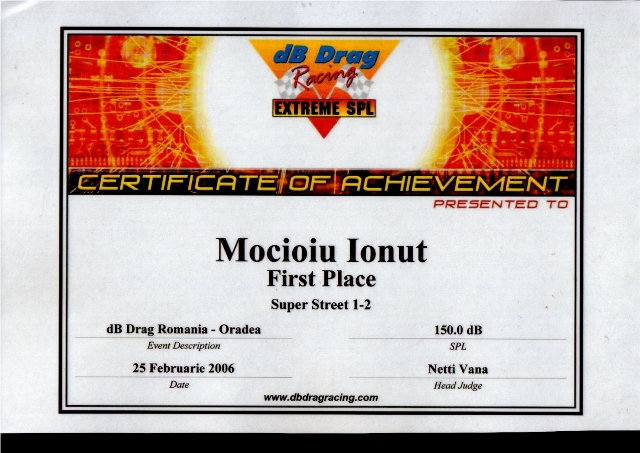 dB Drag
Racing
EXTREME SPL
CERTIFICATE OF ACHIEVEMENT
PRESENTED TO
Mocioiu Ionut
First Place
Super Street 1-2
dB Drag Romania - Oradea
Event Description
150.0 dB
SPL
25 Februarie 2006
Date
Netti Vana
Head Judge
www.dbdragracing.com